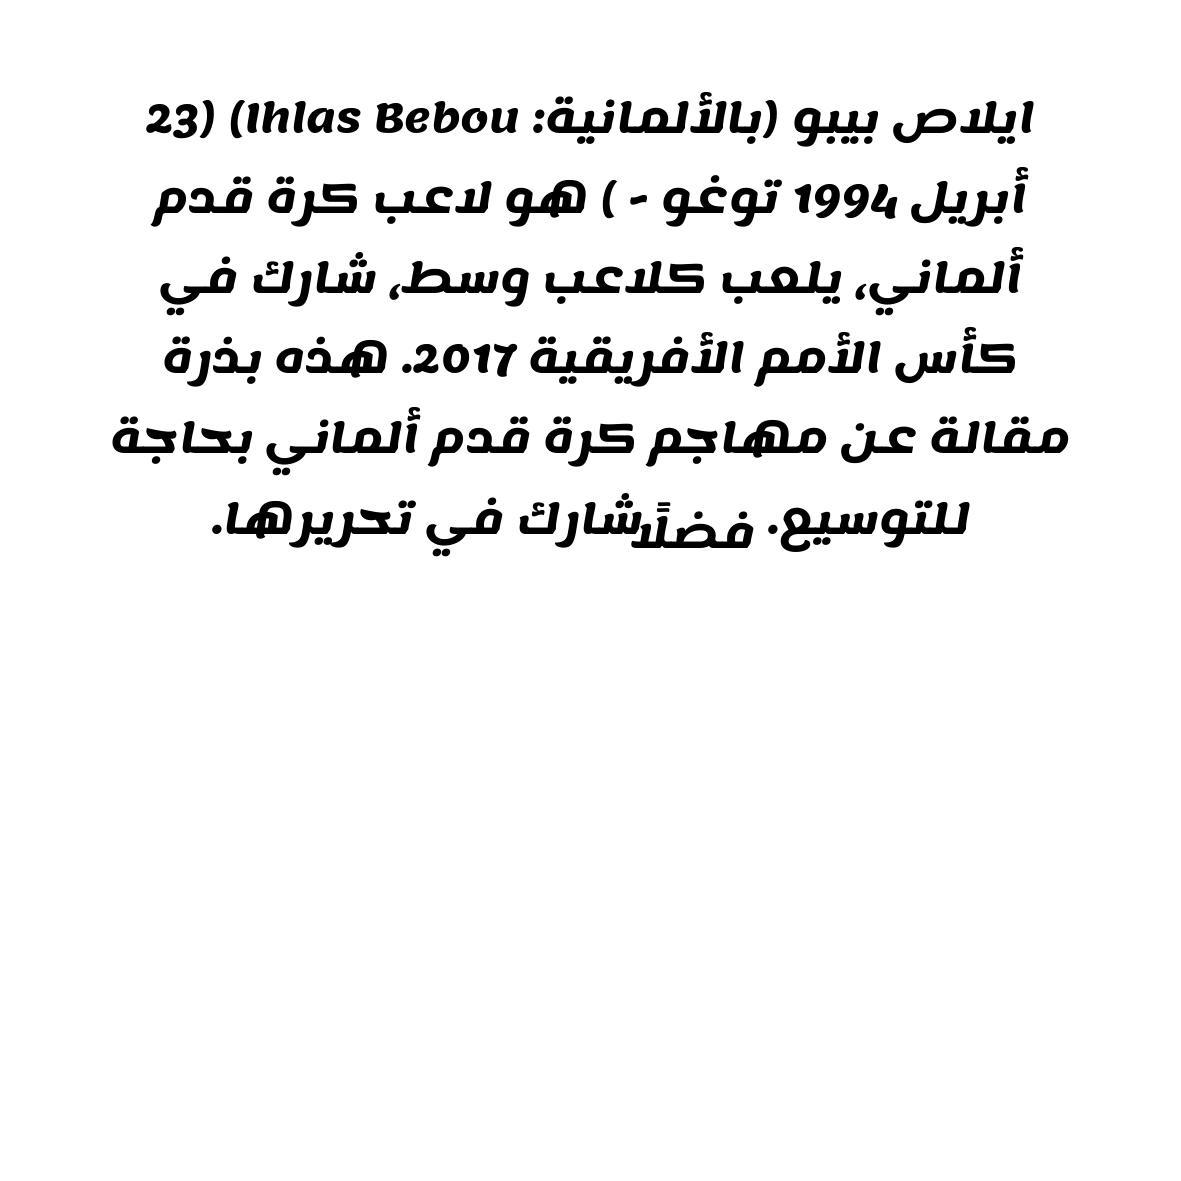 ايلاص بيبو (بالألمانية: Ihlas Bebou) (23
أبريل 1994 توغو - ) هو لاعب كرة قدم
ألماني، يلعب كلاعب وسط، شارك في
كأس الأمم الأفريقية 2017. هذه بذرة
مقالة عن مهاجم كرة قدم ألماني بحاجة
للتوسيع. فضلًا شارك في تحريرها.